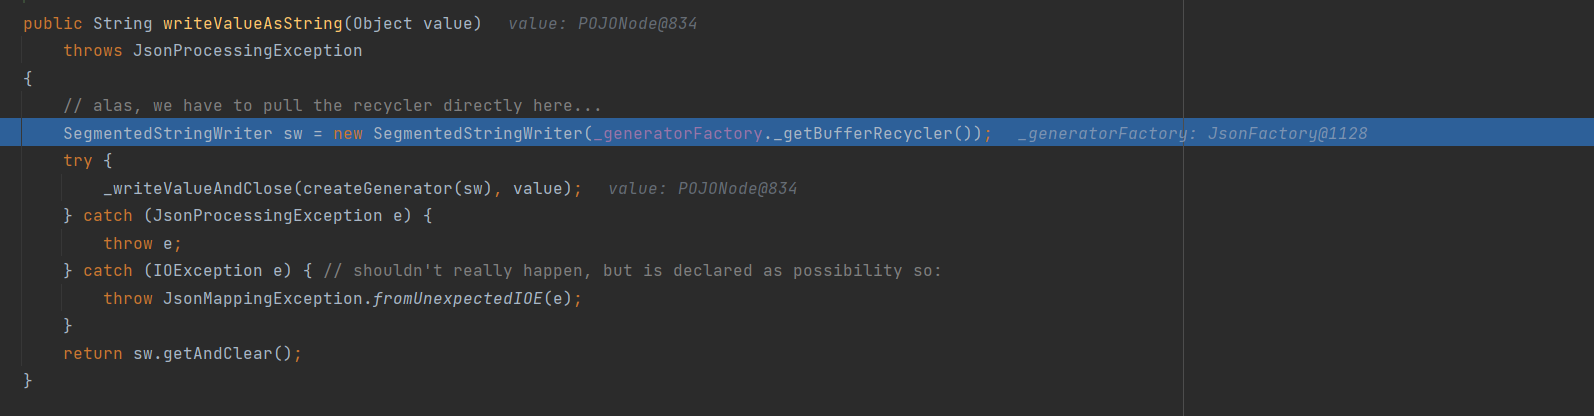 public String writeValueAsString(Object value)   value: POJONode@834
    throws JsonProcessingException
{
    // alas, we have to pull the recycler directly here...
    SegmentedStringWriter sw = new SegmentedStringWriter(_generatorFactory._getBufferRecycler());   _generatorFactory: JsonFactory@1128
    try {
        _writeValueAndClose(createGenerator(sw), value);   value: POJONode@834
    } catch (JsonProcessingException e) {
        throw e;
    } catch (IOException e) { // shouldn't really happen, but is declared as possibility so:
        throw JsonMappingException.fromUnexpectedIOE(e);
    }
    return sw.getAndClear();
}